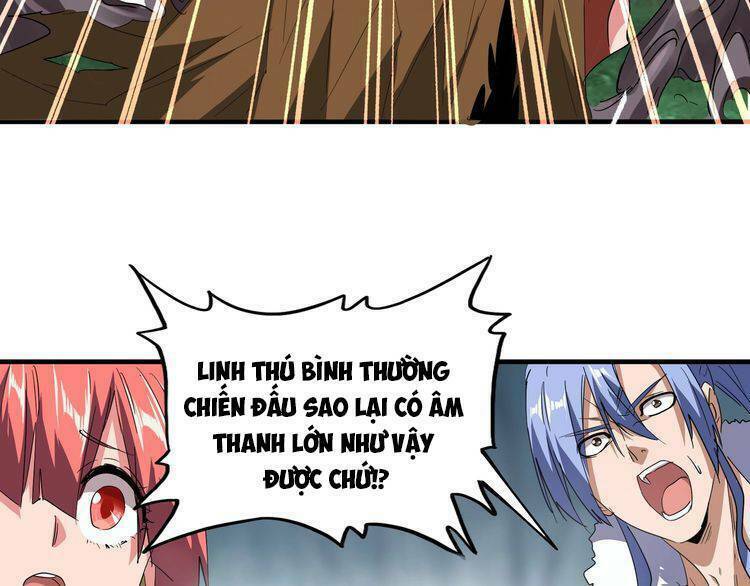 LINH THÚ BÌNH THƯỜNG
CHIẾN ĐẤU SAO LẠI CÓ ÂM
THANH LỚN NHƯ VẬY
ĐƯỢC CHỨ!?